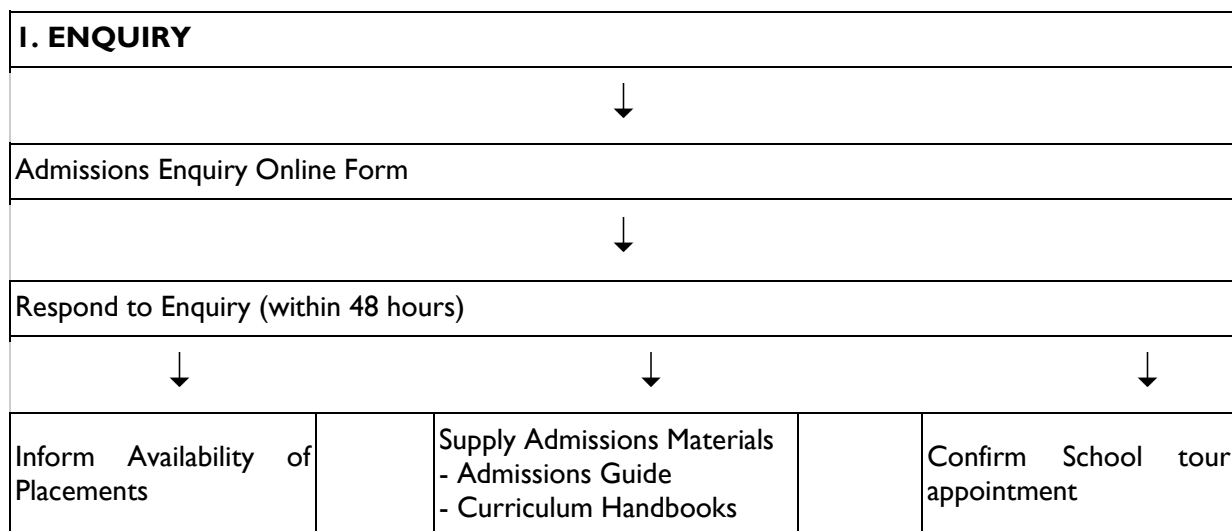 1. ENQUIRY
↓
Admissions Enquiry Online Form
↓
Respond to Enquiry (within 48 hours)
↓ ↓ ↓
Inform Availability of
Placements
Supply Admissions Materials
- Admissions Guide
- Curriculum Handbooks
Confirm School tour
appointment